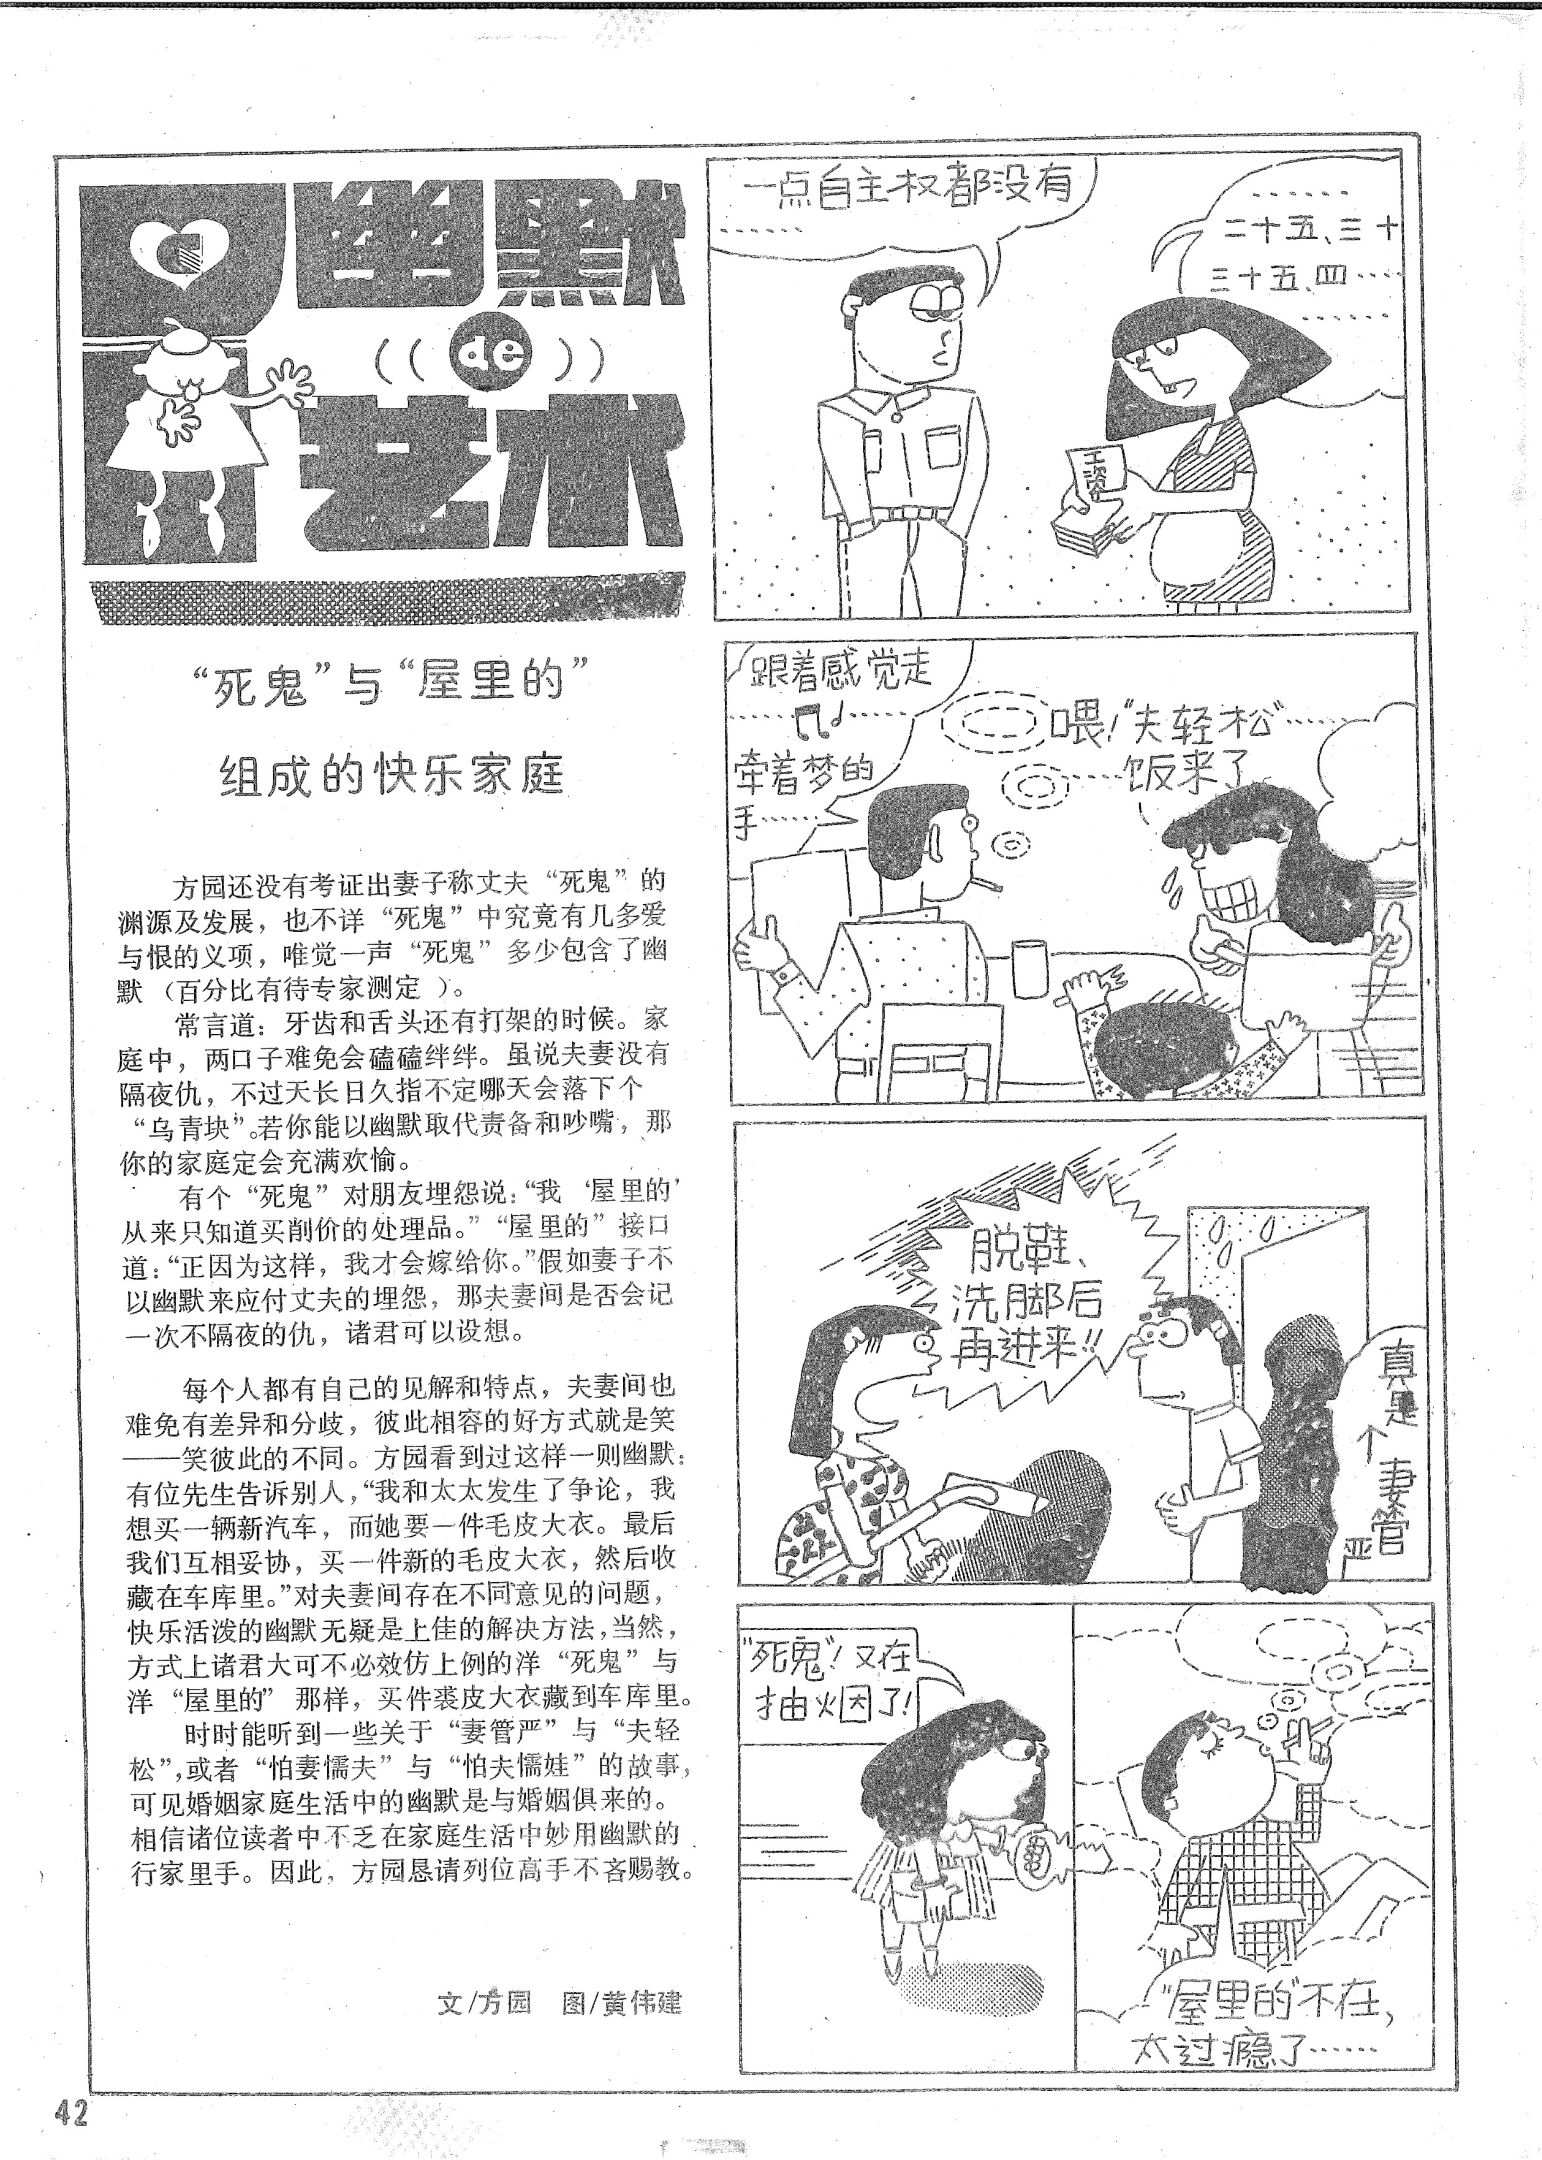 幽默
de
艺术
“死鬼”与“屋里的”
组成的快乐家庭
方园还没有考证出妻子称丈夫“死鬼”的
渊源及发展，也不详“死鬼”中究竟有几多爱
与恨的义项，唯觉一声“死鬼”多少包含了幽
默（百分比有待专家测定）。
常言道：牙齿和舌头还有打架的时候。家
庭中，两口子难免会磕磕绊绊。虽说夫妻没有
隔夜仇，不过天长日久指不定哪天会落下个
“乌青块”。若你能以幽默取代责备和吵嘴，那
你的家庭定会充满欢愉。
有个“死鬼”对朋友埋怨说：“我‘屋里的’
从来只知道买削价的处理品。”“屋里的”接口
道：“正因为这样，我才会嫁给你。”假如妻子不
以幽默来应付丈夫的埋怨，那夫妻间是否会记
一次不隔夜的仇，诸君可以设想。
每个人都有自己的见解和特点，夫妻间也
难免有差异和分歧，彼此相容的好方式就是笑
——笑彼此的不同。方园看到过这样一则幽默：
有位先生告诉别人，“我和太太发生了争论，我
想买一辆新汽车，而她要一件毛皮大衣。最后
我们互相妥协，买一件新的毛皮大衣，然后收
藏在车库里。”对夫妻间存在不同意见的问题，
快乐活泼的幽默无疑是上佳的解决方法，当然，
方式上诸君大可不必效仿上例的洋“死鬼”与
洋“屋里的”那样，买件裘皮大衣藏到车库里。
时时能听到一些关于“妻管严”与“夫轻
松”，或者“怕妻懦夫”与“怕夫懦娃”的故事，
可见婚姻家庭生活中的幽默是与婚姻俱来的。
相信诸位读者中不乏在家庭生活中妙用幽默的
行家里手。因此，方园恳请列位高手不吝赐教。
文/方园 图/黄伟建
42
一点自主权都没有
……
……
二十五、三十
三十五、四……
……
工资
跟着感觉走
……♫♩……
牵着梦的
手……
喂！“夫轻松”……
……饭来了
脱鞋、
洗脚后
再进来!!
真是个妻管严
“死鬼”！又在
抽烟了！
“屋里的”不在，
太过瘾了……